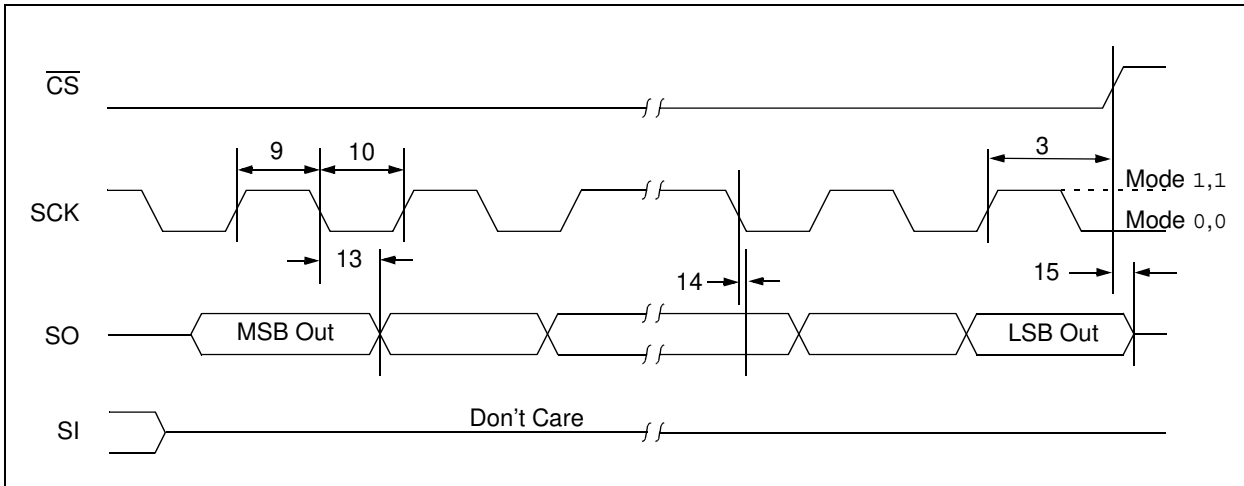 CS
9
10
3
Mode 1,1
SCK
Mode 0,0
13
14
15
SO
MSB Out
LSB Out
Don't Care
SI